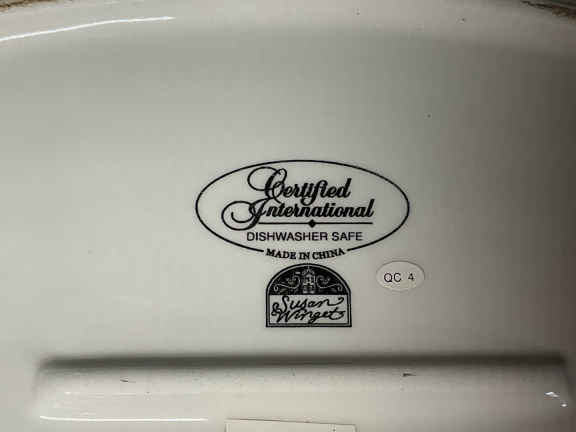 Certified
International
DISHWASHER SAFE
MADE IN CHINA
QC 4
Susan
Winget